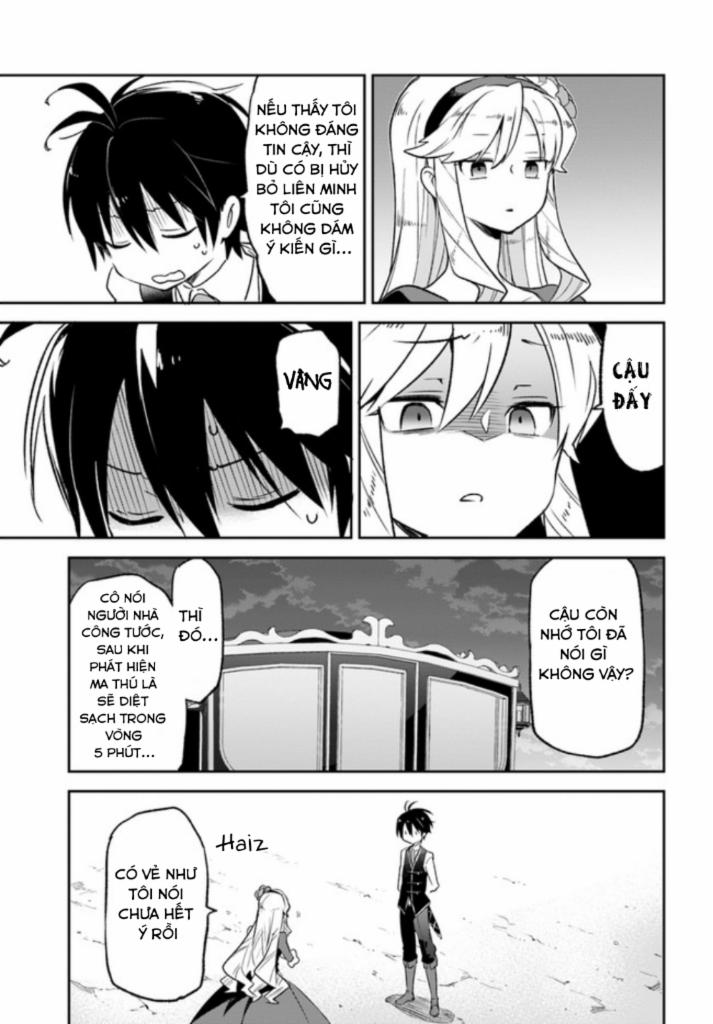 NẾU THẤY TÔI
KHÔNG ĐÁNG
TIN CẬY, THÌ
DÙ CÓ BỊ HỦY
BỎ LIÊN MINH
TÔI CŨNG
KHÔNG DÁM
Ý KIẾN GÌ...
CẬU
ĐẤY
VÂNG
CẬU CÒN
NHỚ TÔI ĐÃ
NÓI GÌ
KHÔNG VẬY?
THÌ
ĐÓ...
CÔ NÓI
NGƯỜI NHÀ
CÔNG TƯỚC,
SAU KHI
PHÁT HIỆN
MA THÚ LÀ
SẼ DIỆT
SẠCH TRONG
VÒNG
5 PHÚT...
Haiz
CÓ VẺ NHƯ
TÔI NÓI
CHƯA HẾT
Ý RỒI